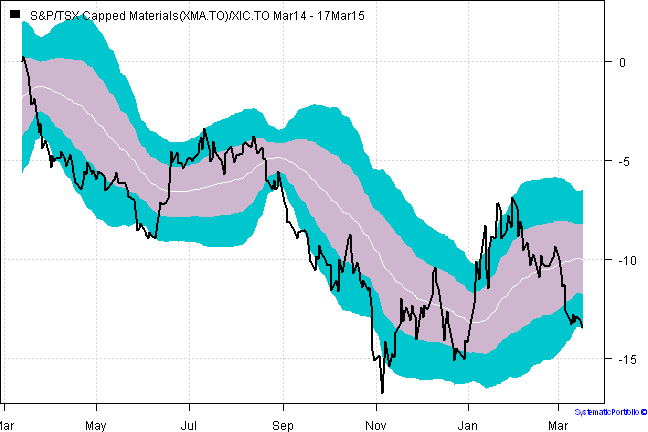 S&P/TSX Capped Materials(XMA.TO)/XIC.TO Mar14 - 17Mar15
0
-5
-10
-15
Mar May Jul Sep Nov Jan Mar
SystematicPortfolio ©